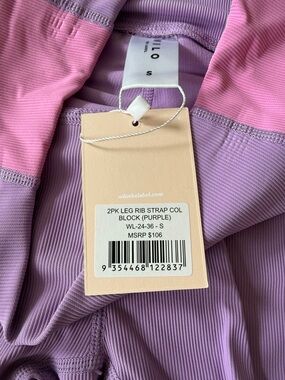 S
2PK LEG RIB STRAP COL
BLOCK (PURPLE)
WL-24-36 - S
MSRP $106
9 354468 122837